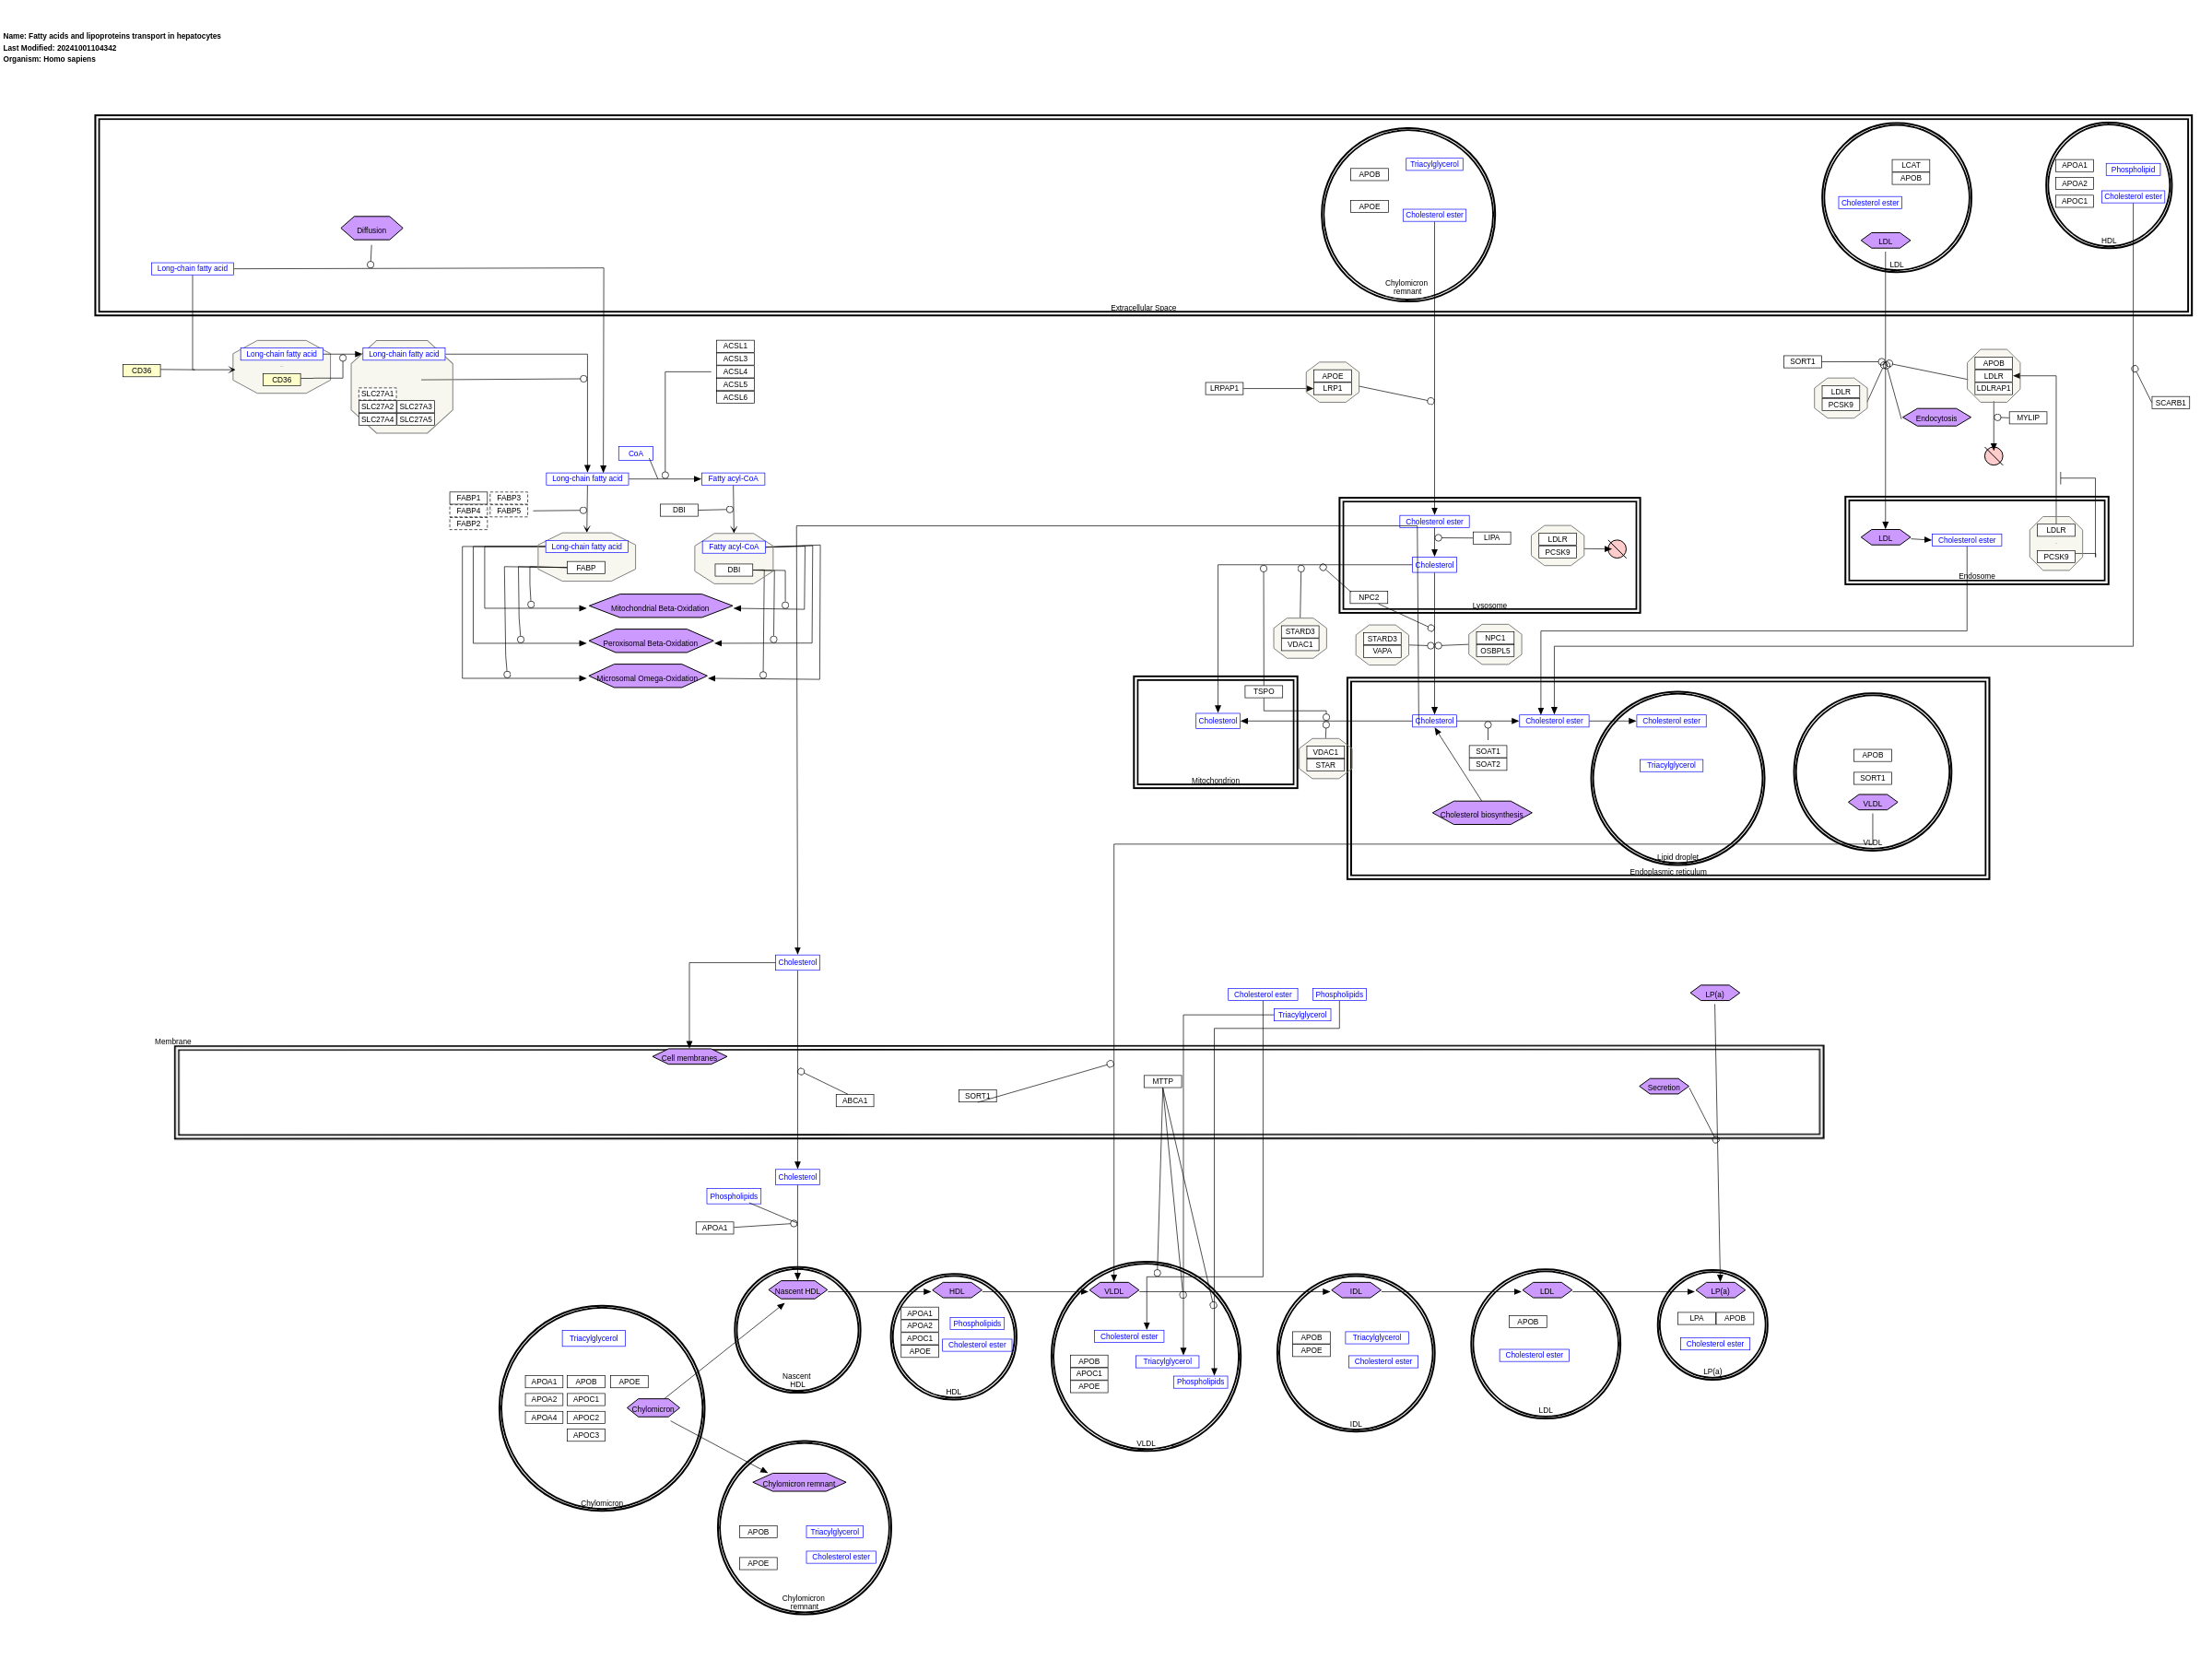 Name: Fatty acids and lipoproteins transport in hepatocytes
Last Modified: 20241001104342
Organism: Homo sapiens
Triacylglycerol
APOB
APOE
Cholesterol ester
Chylomicron
remnant
LCAT
APOB
Cholesterol ester
LDL
LDL
APOA1
Phospholipid
APOA2
Cholesterol ester
APOC1
HDL
Diffusion
Long-chain fatty acid
Extracellular Space
CD36
Long-chain fatty acid
CD36
Long-chain fatty acid
SLC27A1
SLC27A2
SLC27A3
SLC27A4
SLC27A5
ACSL1
ACSL3
ACSL4
ACSL5
ACSL6
LRPAP1
APOE
LRP1
SORT1
LDLR
PCSK9
Endocytosis
APOB
LDLR
LDLRAP1
MYLIP
SCARB1
CoA
Long-chain fatty acid
Fatty acyl-CoA
FABP1
FABP3
FABP4
FABP5
FABP2
DBI
Long-chain fatty acid
FABP
Fatty acyl-CoA
DBI
Mitochondrial Beta-Oxidation
Peroxisomal Beta-Oxidation
Microsomal Omega-Oxidation
Cholesterol ester
LIPA
Cholesterol
LDLR
PCSK9
NPC2
Lysosome
LDL
Cholesterol ester
LDLR
PCSK9
Endosome
STARD3
VDAC1
STARD3
VAPA
NPC1
OSBPL5
TSPO
Cholesterol
Mitochondrion
VDAC1
STAR
Cholesterol
Cholesterol ester
Cholesterol ester
SOAT1
SOAT2
Triacylglycerol
Cholesterol biosynthesis
Lipid droplet
APOB
SORT1
VLDL
VLDL
Endoplasmic reticulum
Cholesterol
Cholesterol ester
Phospholipids
Triacylglycerol
LP(a)
Membrane
Cell membranes
ABCA1
SORT1
MTTP
Secretion
Cholesterol
Phospholipids
APOA1
Nascent HDL
Nascent
HDL
HDL
APOA1
APOA2
APOC1
APOE
Phospholipids
Cholesterol ester
HDL
VLDL
Cholesterol ester
APOB
APOC1
APOE
Triacylglycerol
Phospholipids
VLDL
IDL
APOB
APOE
Triacylglycerol
Cholesterol ester
IDL
LDL
APOB
Cholesterol ester
LDL
LP(a)
LPA
APOB
Cholesterol ester
LP(a)
Triacylglycerol
APOA1
APOB
APOE
APOA2
APOC1
Chylomicron
APOA4
APOC2
APOC3
Chylomicron
Chylomicron remnant
APOB
Triacylglycerol
APOE
Cholesterol ester
Chylomicron
remnant